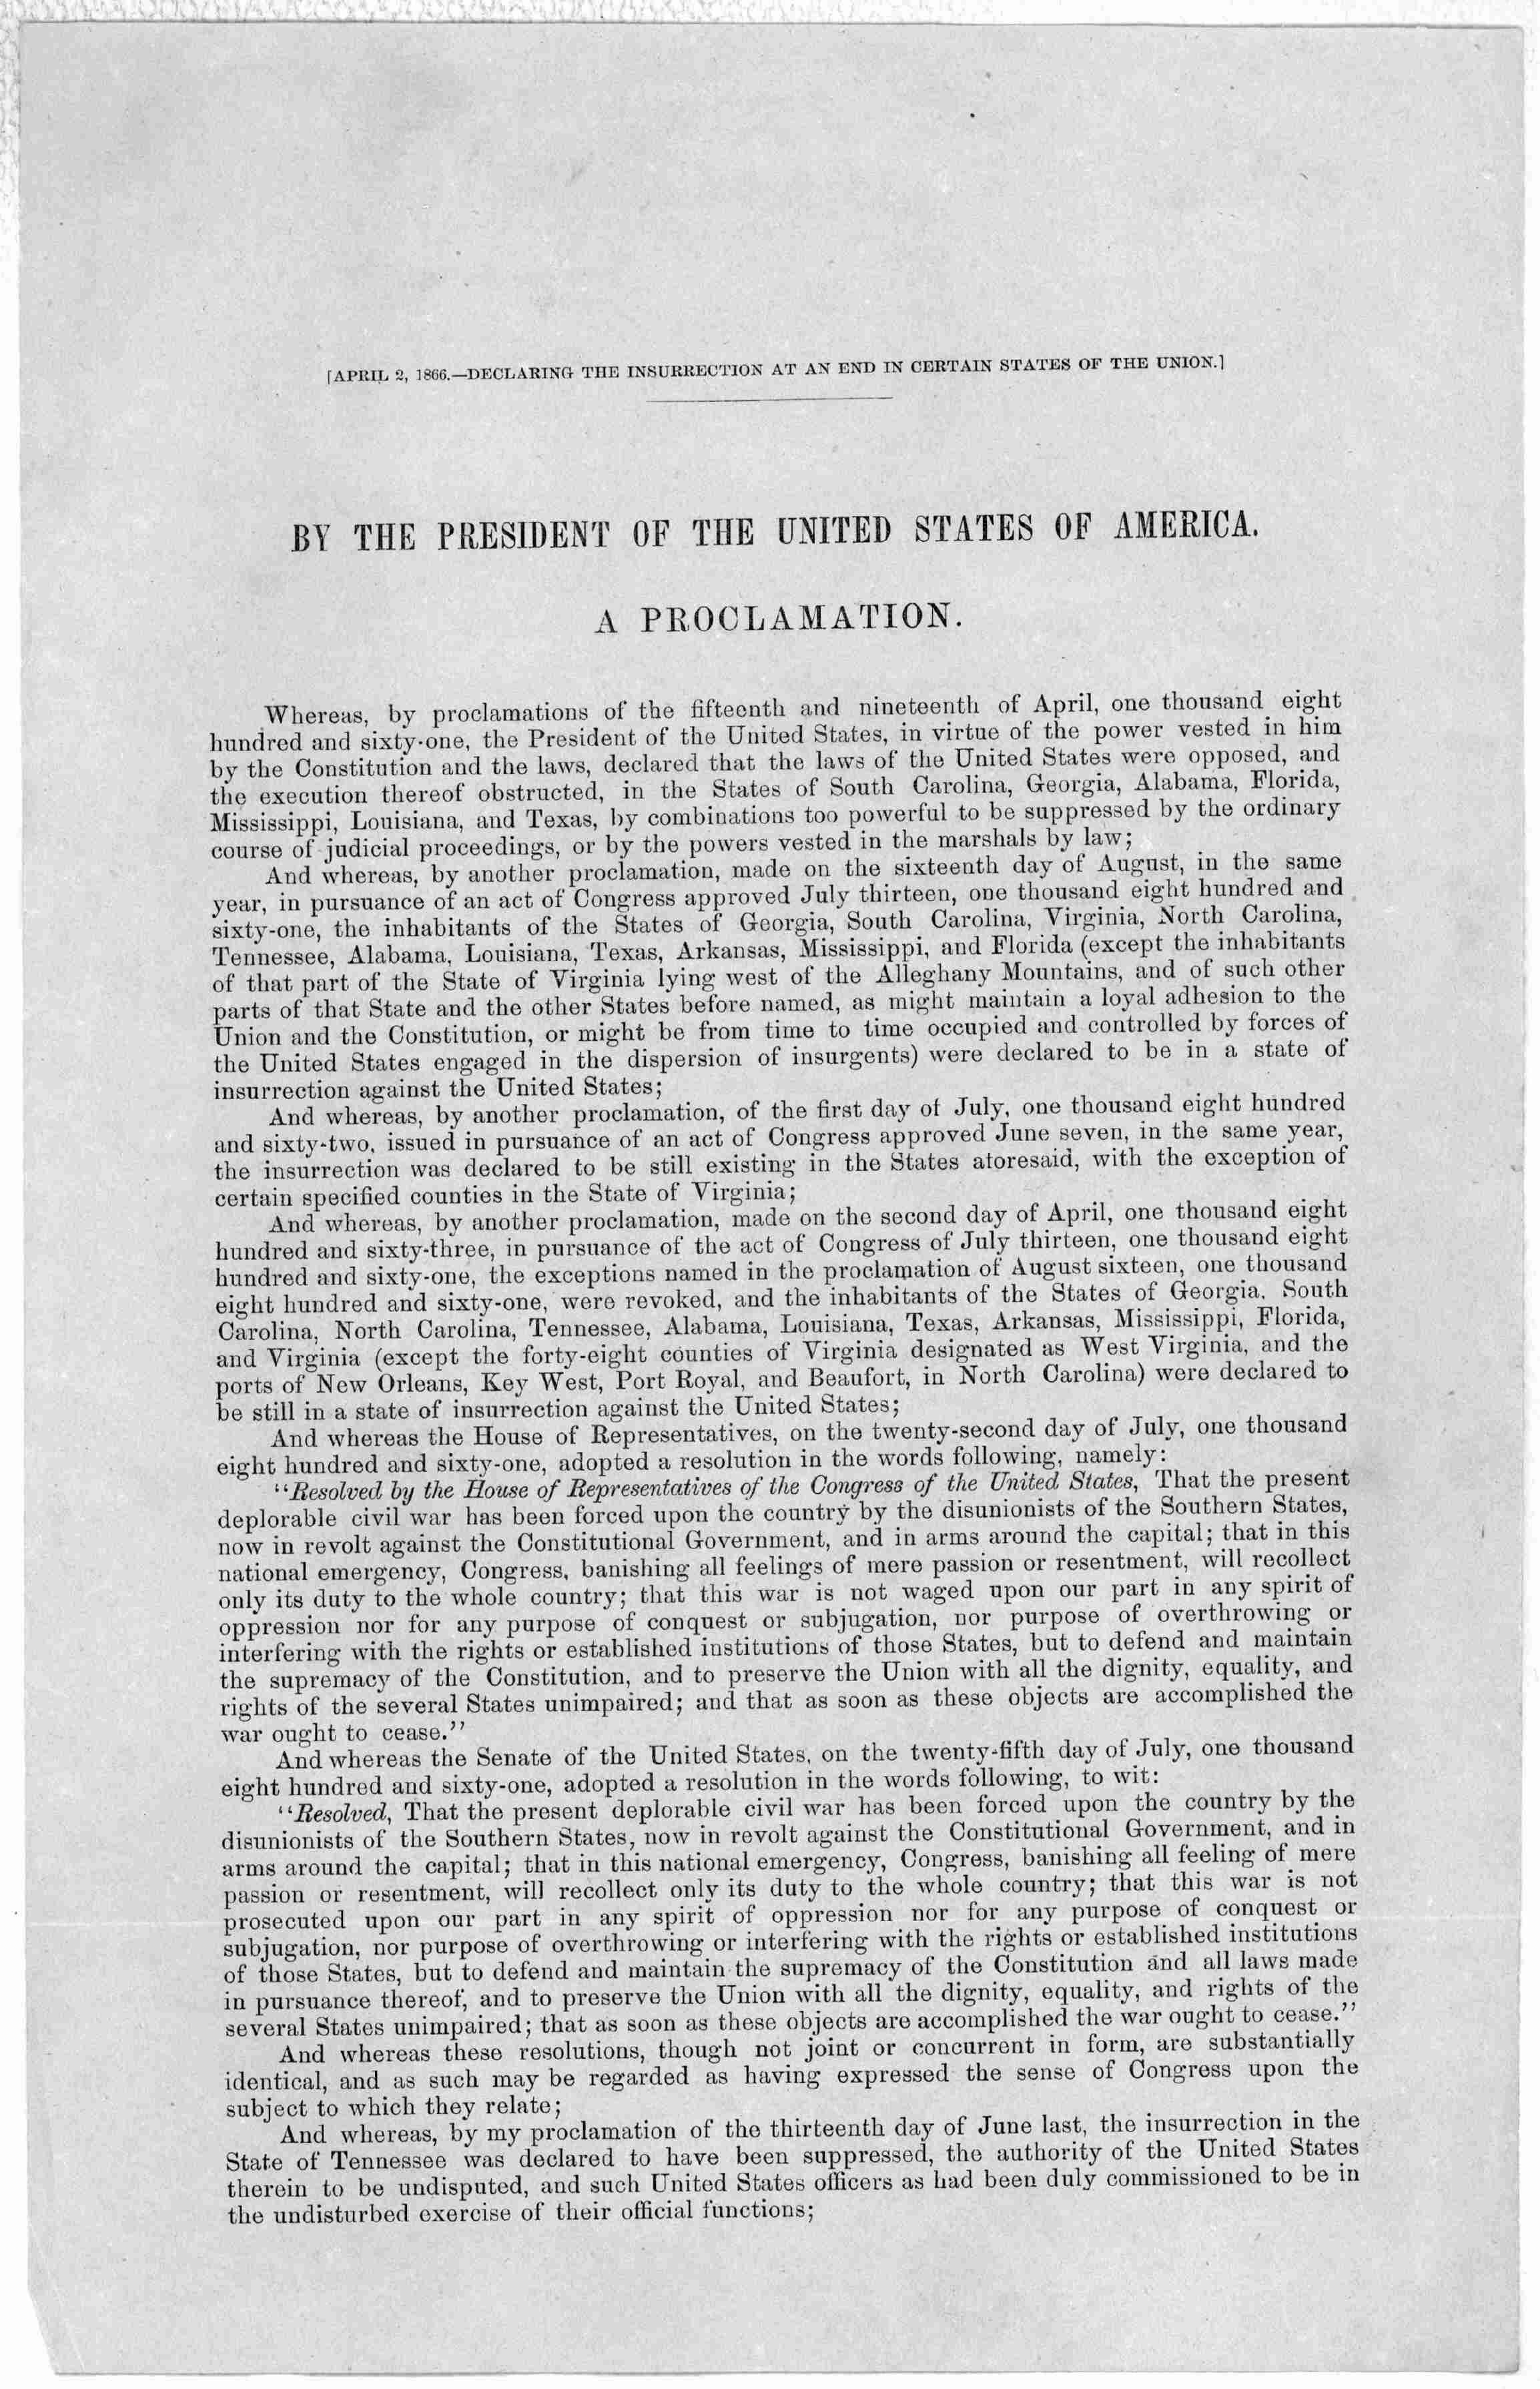 [APRIL 2, 1866.—DECLARING THE INSURRECTION AT AN END IN CERTAIN STATES OF THE UNION.]
BY THE PRESIDENT OF THE UNITED STATES OF AMERICA.
A PROCLAMATION.
Whereas, by proclamations of the fifteenth and nineteenth of April, one thousand eight
hundred and sixty-one, the President of the United States, in virtue of the power vested in him
by the Constitution and the laws, declared that the laws of the United States were opposed, and
the execution thereof obstructed, in the States of South Carolina, Georgia, Alabama, Florida,
Mississippi, Louisiana, and Texas, by combinations too powerful to be suppressed by the ordinary
course of judicial proceedings, or by the powers vested in the marshals by law;
And whereas, by another proclamation, made on the sixteenth day of August, in the same
year, in pursuance of an act of Congress approved July thirteen, one thousand eight hundred and
sixty-one, the inhabitants of the States of Georgia, South Carolina, Virginia, North Carolina,
Tennessee, Alabama, Louisiana, Texas, Arkansas, Mississippi, and Florida (except the inhabitants
of that part of the State of Virginia lying west of the Alleghany Mountains, and of such other
parts of that State and the other States before named, as might maintain a loyal adhesion to the
Union and the Constitution, or might be from time to time occupied and controlled by forces of
the United States engaged in the dispersion of insurgents) were declared to be in a state of
insurrection against the United States;
And whereas, by another proclamation, of the first day of July, one thousand eight hundred
and sixty-two, issued in pursuance of an act of Congress approved June seven, in the same year,
the insurrection was declared to be still existing in the States aforesaid, with the exception of
certain specified counties in the State of Virginia;
And whereas, by another proclamation, made on the second day of April, one thousand eight
hundred and sixty-three, in pursuance of the act of Congress of July thirteen, one thousand eight
hundred and sixty-one, the exceptions named in the proclamation of August sixteen, one thousand
eight hundred and sixty-one, were revoked, and the inhabitants of the States of Georgia, South
Carolina, North Carolina, Tennessee, Alabama, Louisiana, Texas, Arkansas, Mississippi, Florida,
and Virginia (except the forty-eight counties of Virginia designated as West Virginia, and the
ports of New Orleans, Key West, Port Royal, and Beaufort, in North Carolina) were declared to
be still in a state of insurrection against the United States;
And whereas the House of Representatives, on the twenty-second day of July, one thousand
eight hundred and sixty-one, adopted a resolution in the words following, namely:
"Resolved by the House of Representatives of the Congress of the United States, That the present
deplorable civil war has been forced upon the country by the disunionists of the Southern States,
now in revolt against the Constitutional Government, and in arms around the capital; that in this
national emergency, Congress, banishing all feelings of mere passion or resentment, will recollect
only its duty to the whole country; that this war is not waged upon our part in any spirit of
oppression nor for any purpose of conquest or subjugation, nor purpose of overthrowing or
interfering with the rights or established institutions of those States, but to defend and maintain
the supremacy of the Constitution, and to preserve the Union with all the dignity, equality, and
rights of the several States unimpaired; and that as soon as these objects are accomplished the
war ought to cease."
And whereas the Senate of the United States, on the twenty-fifth day of July, one thousand
eight hundred and sixty-one, adopted a resolution in the words following, to wit:
"Resolved, That the present deplorable civil war has been forced upon the country by the
disunionists of the Southern States, now in revolt against the Constitutional Government, and in
arms around the capital; that in this national emergency, Congress, banishing all feeling of mere
passion or resentment, will recollect only its duty to the whole country; that this war is not
prosecuted upon our part in any spirit of oppression nor for any purpose of conquest or
subjugation, nor purpose of overthrowing or interfering with the rights or established institutions
of those States, but to defend and maintain the supremacy of the Constitution and all laws made
in pursuance thereof, and to preserve the Union with all the dignity, equality, and rights of the
several States unimpaired; that as soon as these objects are accomplished the war ought to cease."
And whereas these resolutions, though not joint or concurrent in form, are substantially
identical, and as such may be regarded as having expressed the sense of Congress upon the
subject to which they relate;
And whereas, by my proclamation of the thirteenth day of June last, the insurrection in the
State of Tennessee was declared to have been suppressed, the authority of the United States
therein to be undisputed, and such United States officers as had been duly commissioned to be in
the undisturbed exercise of their official functions;